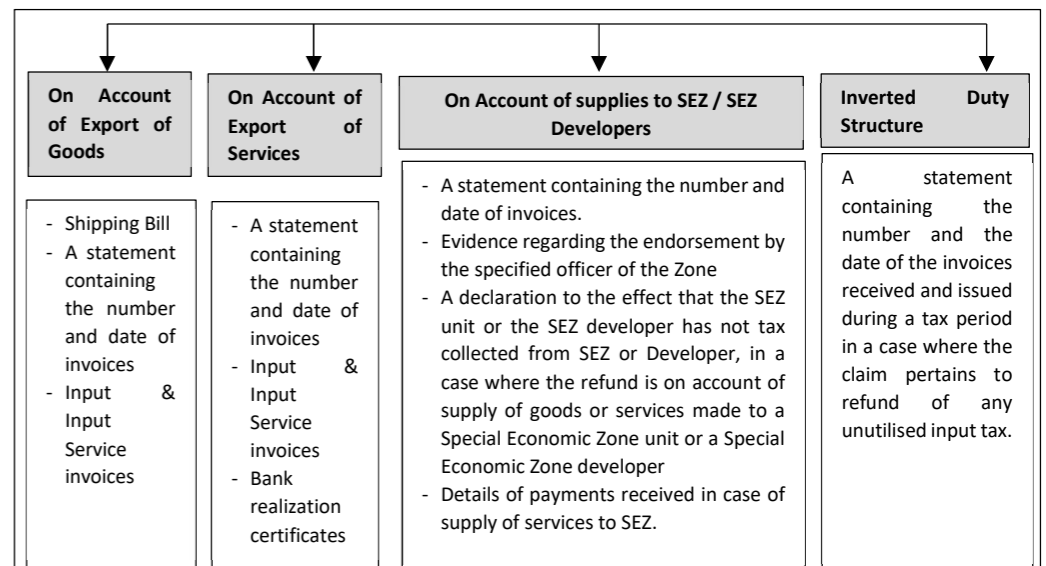 On Account
of Export of
Goods
- Shipping Bill
- A statement
containing
the number
and date of
invoices
- Input &
Input
Service
invoices
On Account of
Export of
Services
- A statement
containing
the number
and date of
invoices
- Input &
Input
Service
invoices
- Bank
realization
certificates
On Account of supplies to SEZ / SEZ
Developers
- A statement containing the number and
date of invoices.
- Evidence regarding the endorsement by
the specified officer of the Zone
- A declaration to the effect that the SEZ
unit or the SEZ developer has not tax
collected from SEZ or Developer, in a
case where the refund is on account of
supply of goods or services made to a
Special Economic Zone unit or a Special
Economic Zone developer
- Details of payments received in case of
supply of services to SEZ.
Inverted Duty
Structure
A statement
containing the
number and the
date of the invoices
received and issued
during a tax period
in a case where the
claim pertains to
refund of any
unutilised input tax.